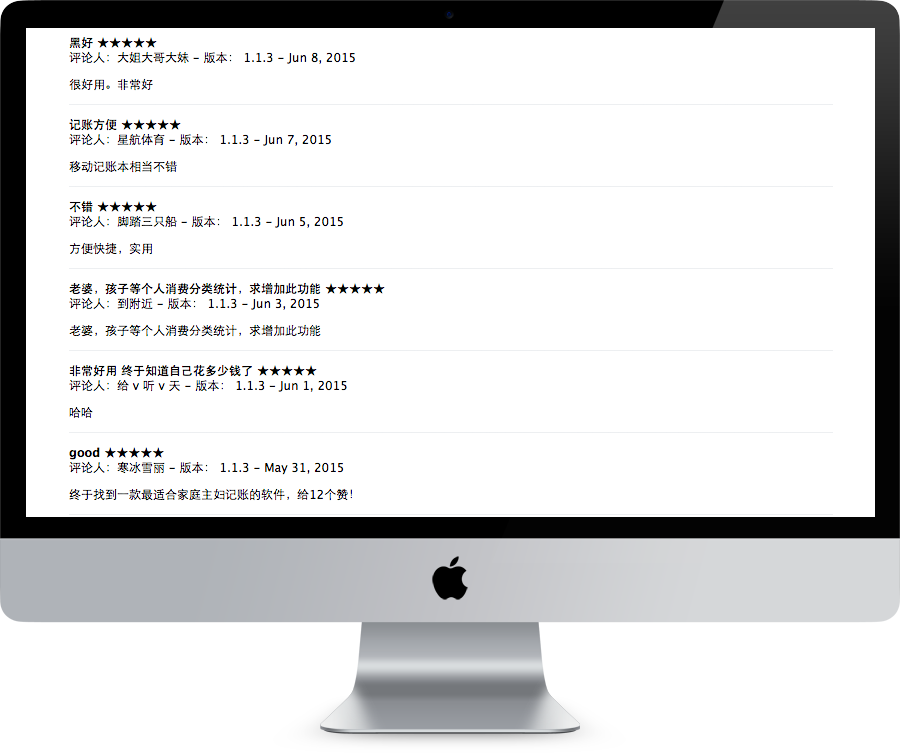 黑好 ★★★★★
评论人： 大姐大哥大妹 – 版本： 1.1.3 – Jun 8, 2015
很好用。非常好
记账方便 ★★★★★
评论人： 星航体育 – 版本： 1.1.3 – Jun 7, 2015
移动记账本相当不错
不错 ★★★★★
评论人： 脚踏三只船 – 版本： 1.1.3 – Jun 5, 2015
方便快捷，实用
老婆，孩子等个人消费分类统计，求增加此功能 ★★★★★
评论人： 到附近 – 版本： 1.1.3 – Jun 3, 2015
老婆，孩子等个人消费分类统计，求增加此功能
非常好用 终于知道自己花多少钱了 ★★★★★
评论人： 给 v 听 v 天 – 版本： 1.1.3 – Jun 1, 2015
哈哈
good ★★★★★
评论人： 寒冰雪丽 – 版本： 1.1.3 – May 31, 2015
终于找到一款最适合家庭主妇记账的软件，给12个赞！